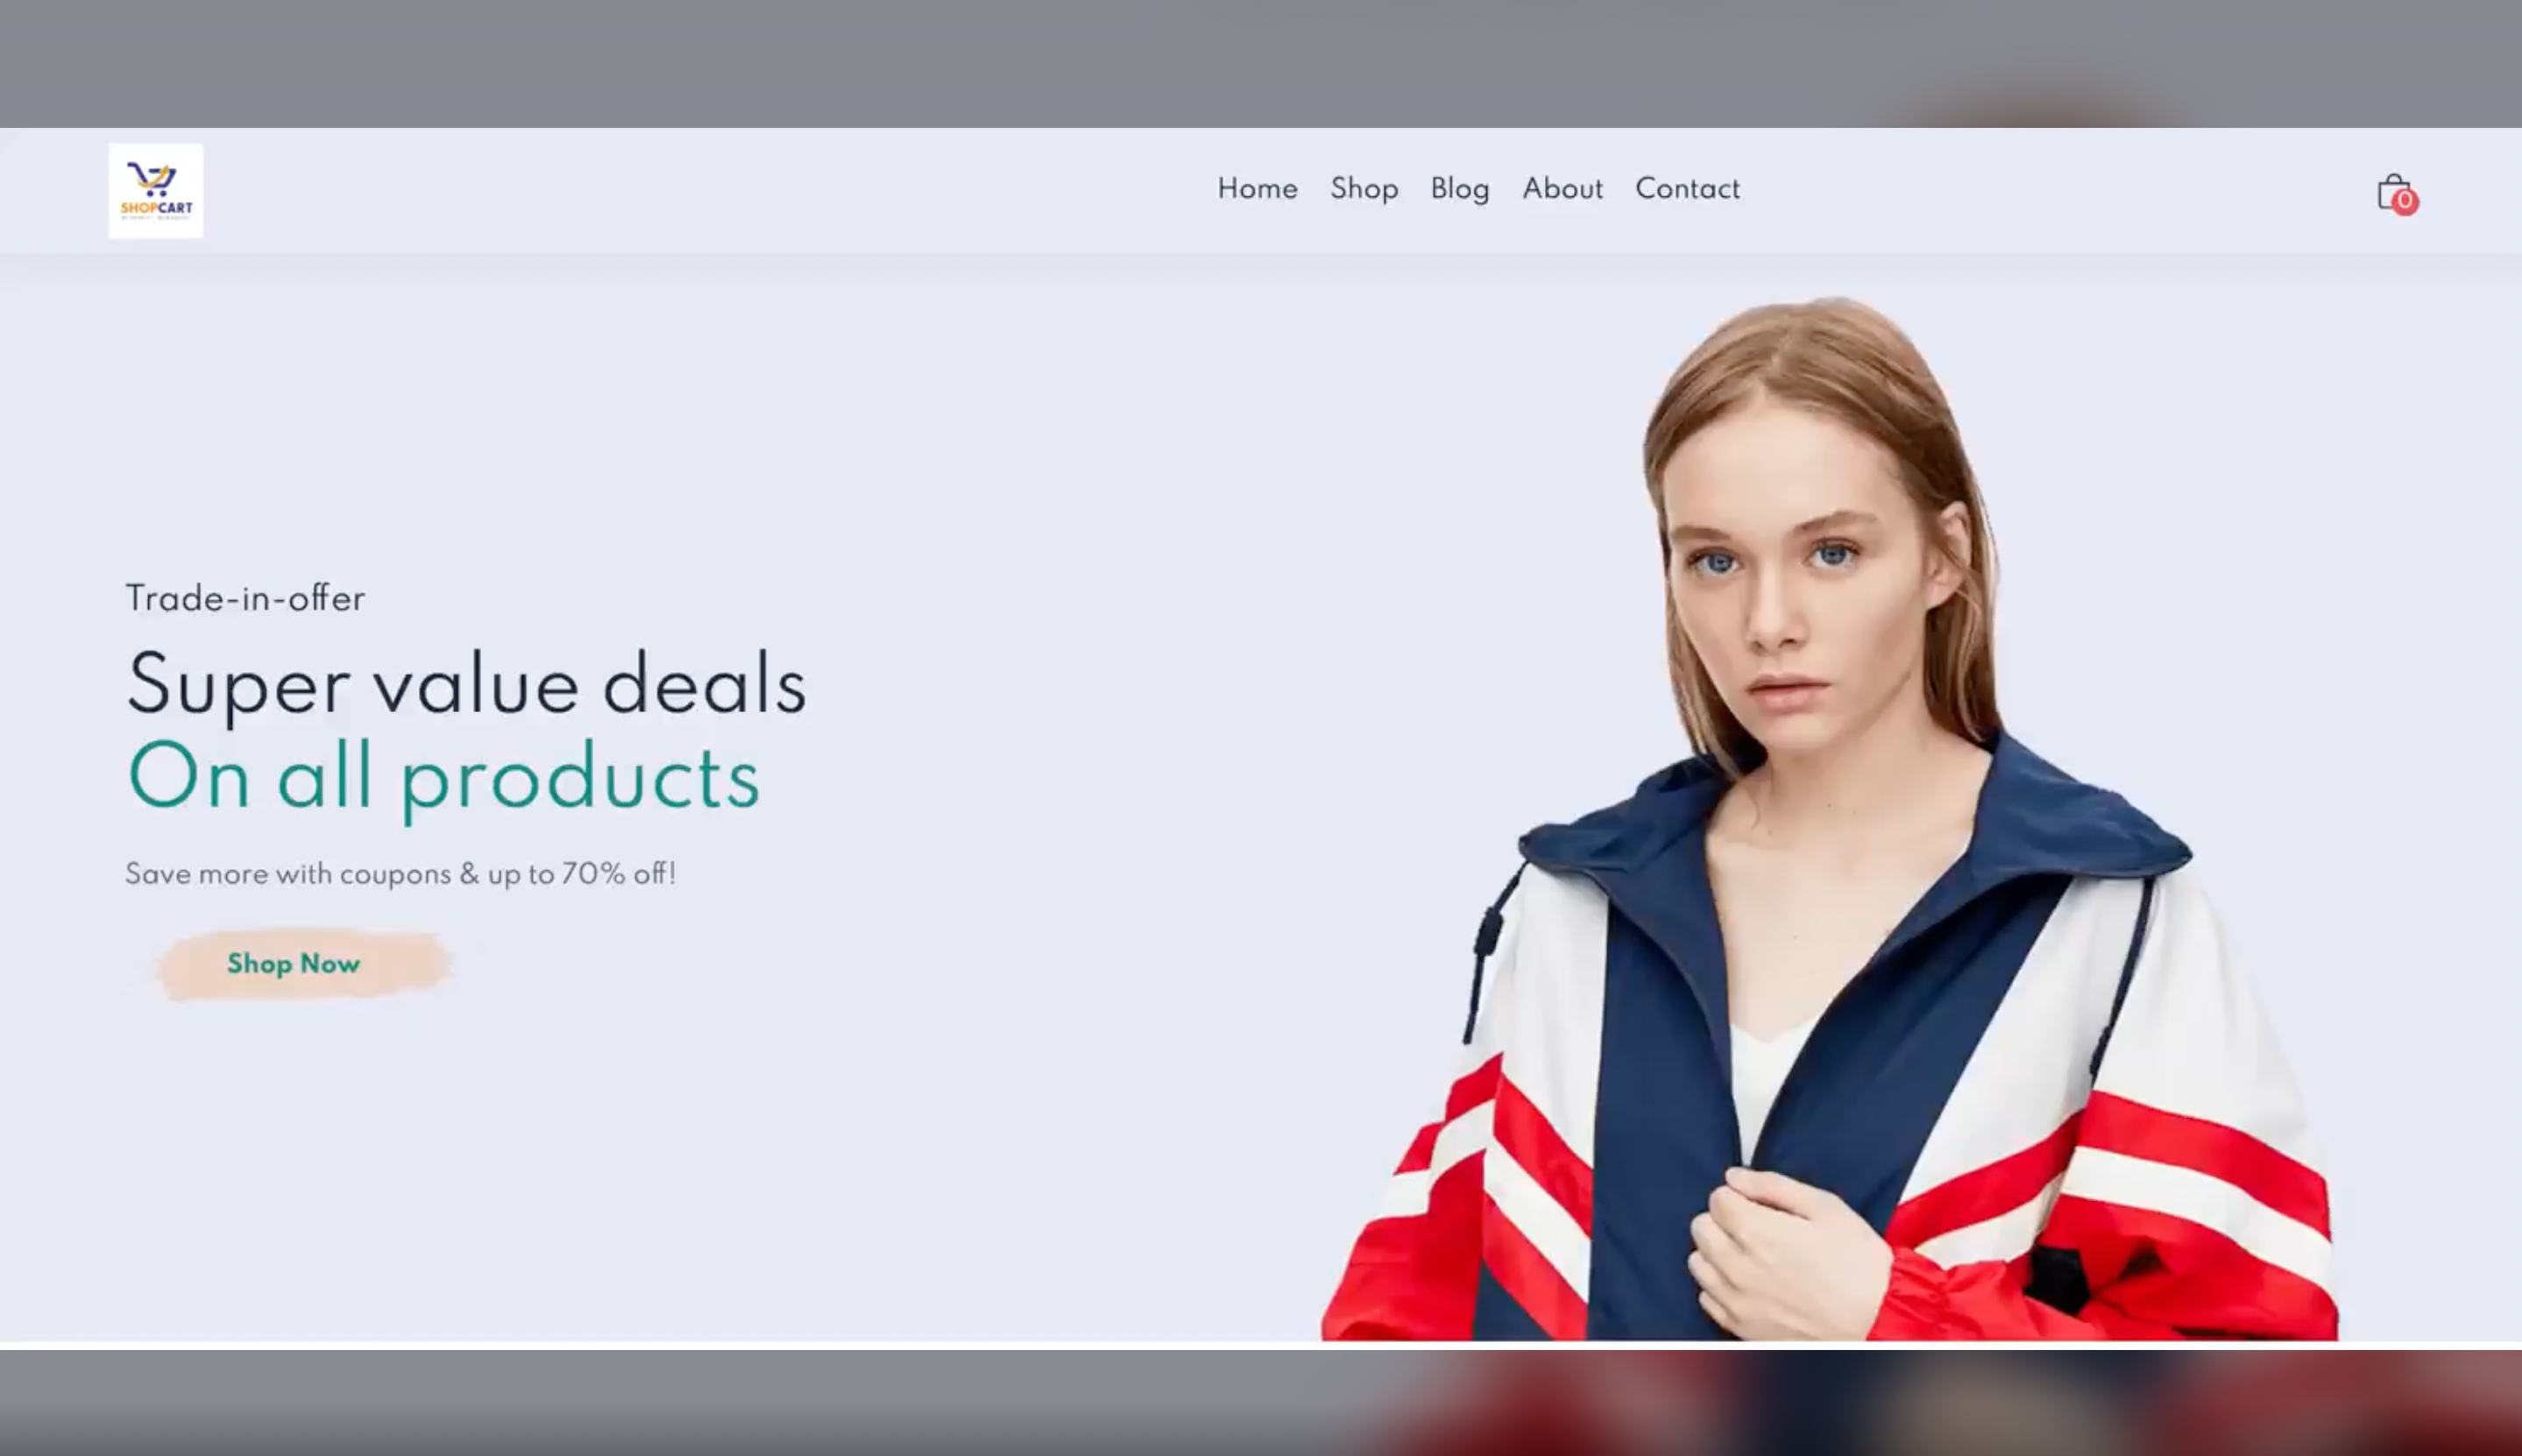 SHOPCART
Home Shop Blog About Contact
0
Trade-in-offer
Super value deals
On all products
Save more with coupons & up to 70% off!
Shop Now